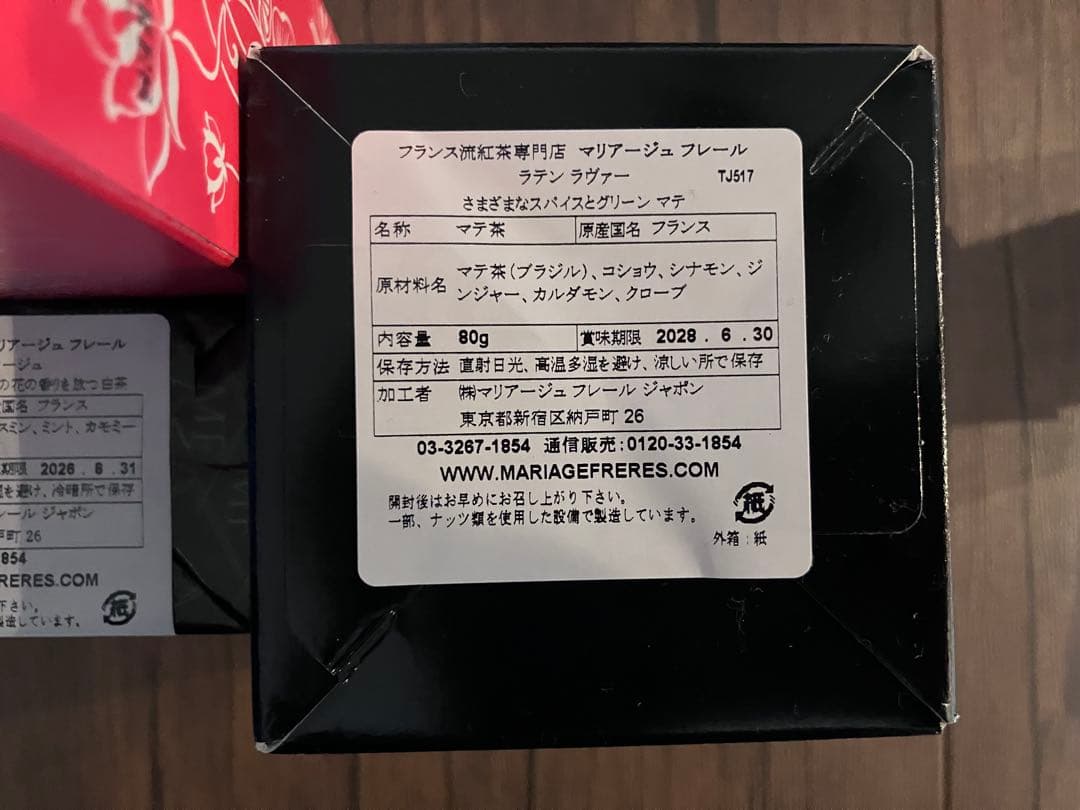 フランス流紅茶専門店 マリアージュ フレール
ラテン ラヴァー TJ517
さまざまなスパイスとグリーン マテ
名称 マテ茶 原産国名 フランス
原材料名 マテ茶(ブラジル)、コショウ、シナモン、ジ
ンジャー、カルダモン、クローブ
内容量 80g 賞味期限 2028 . 6 . 30
保存方法 直射日光、高温多湿を避け、涼しい所で保存
加工者 ㈱マリアージュ フレール ジャポン
東京都新宿区納戸町 26
03-3267-1854 通信販売:0120-33-1854
WWW.MARIAGEFRERES.COM
開封後はお早めにお召し上がり下さい。
一部、ナッツ類を使用した設備で製造しています。
紙
外箱:紙
リアージュ フレール
ージュ
の花の香りを放つ白茶
国名 フランス
スミン、ミント、カモミー
期限 2026 . 8 . 31
を避け、冷暗所で保存
レール ジャポン
町 26
854
RERES.COM
下さい。
製造しています。
紙